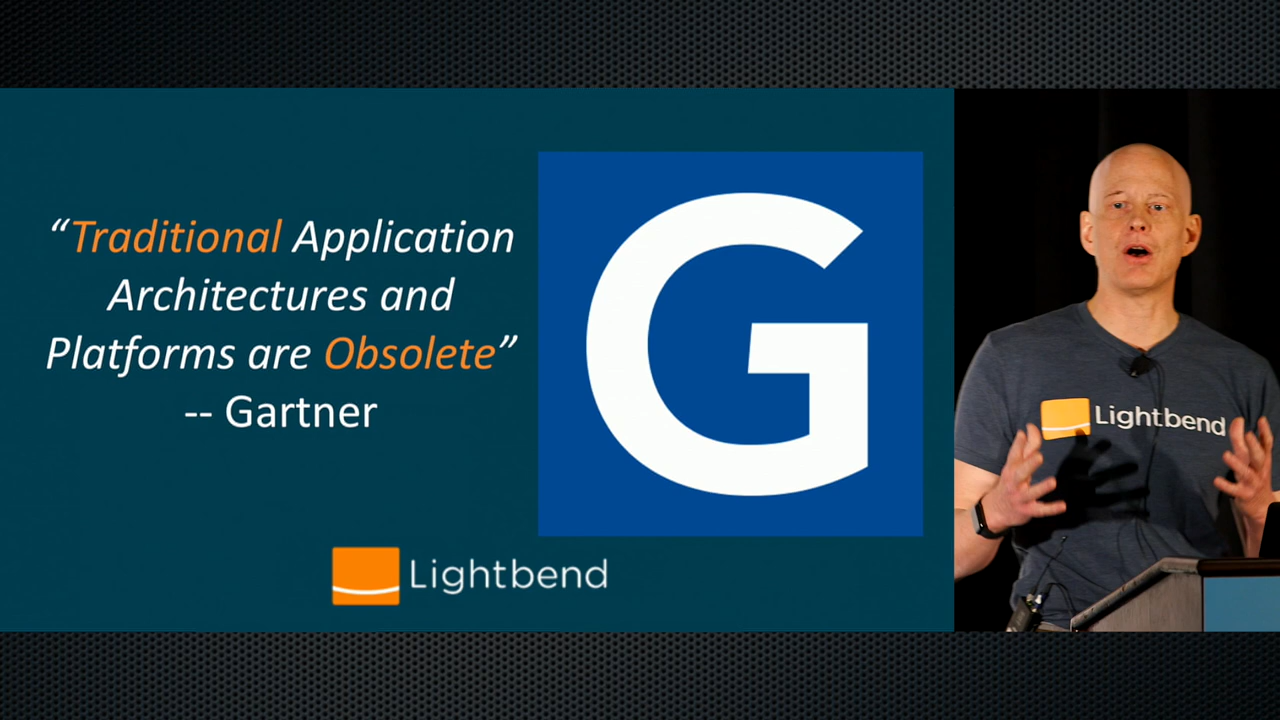 “Traditional Application
Architectures and
Platforms are Obsolete”
-- Gartner
G
Lightbend
Lightbend